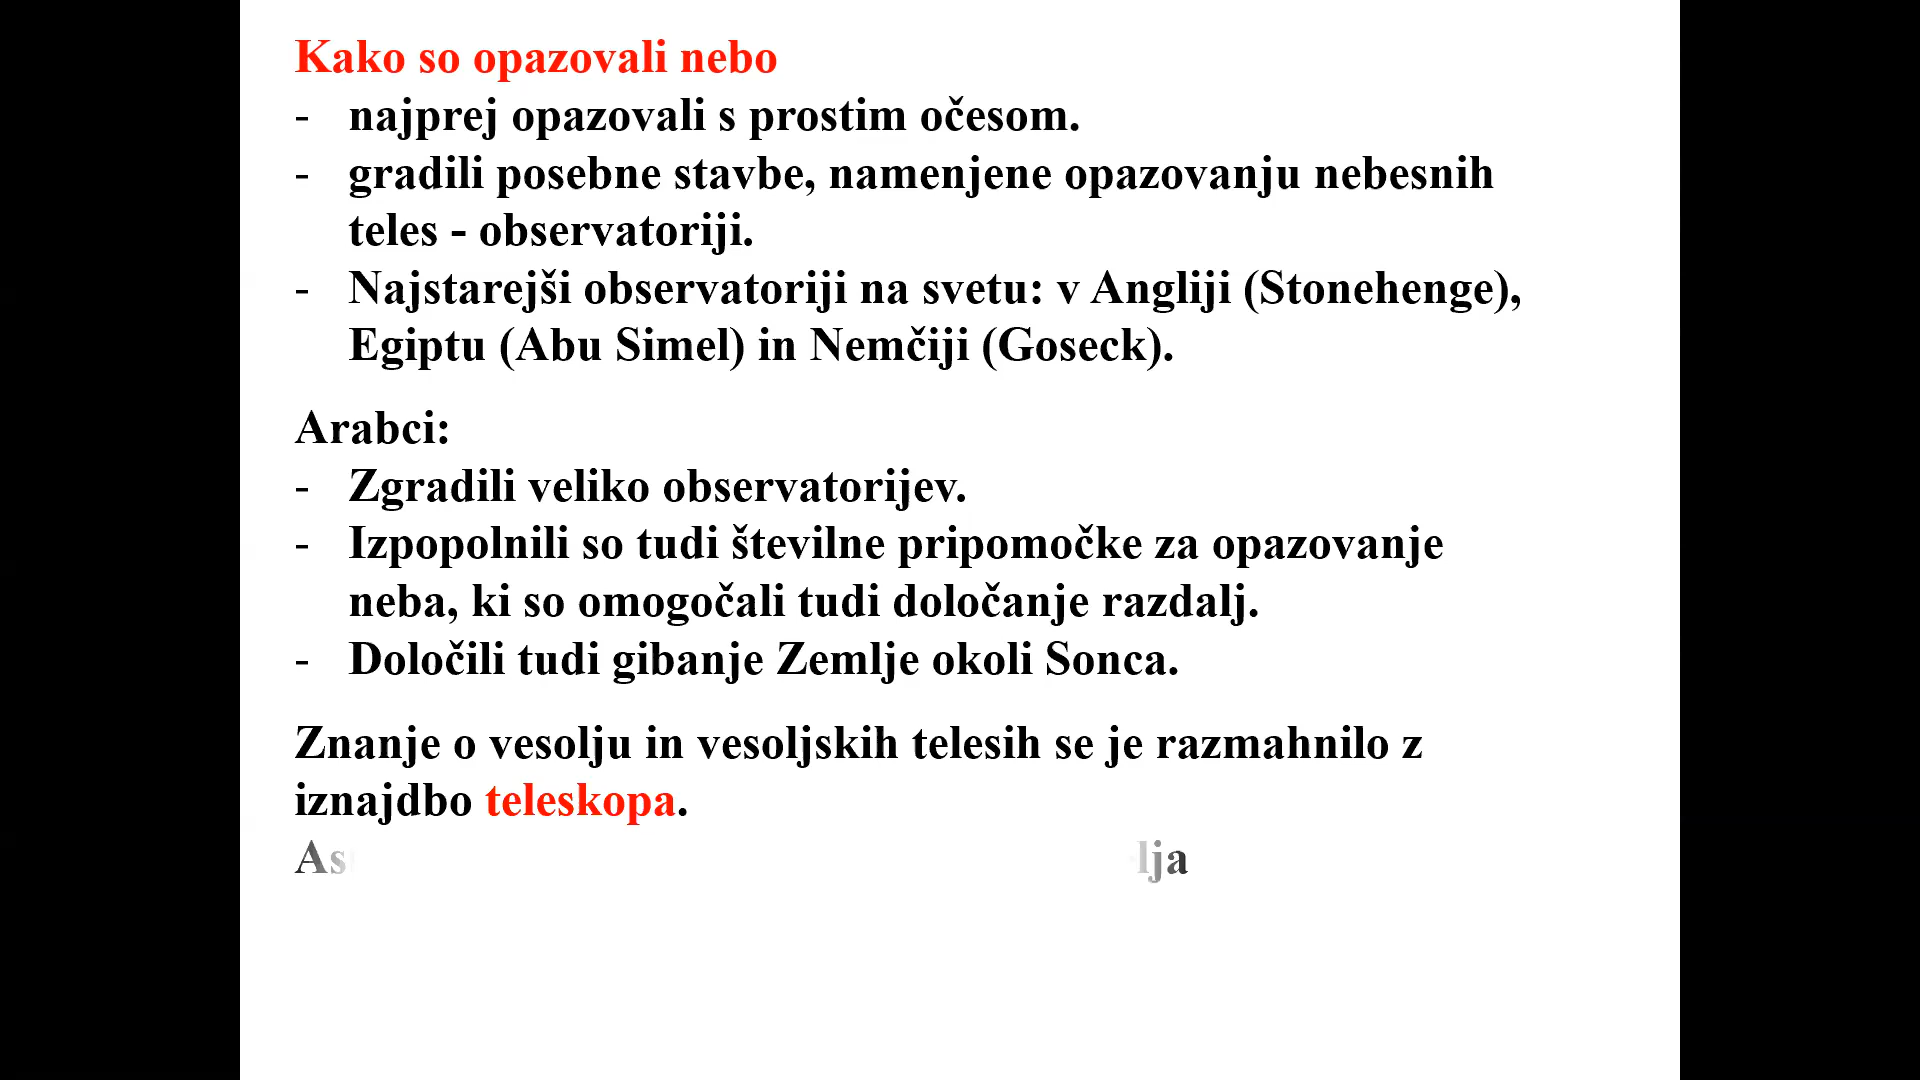 Kako so opazovali nebo
- najprej opazovali s prostim očesom.
- gradili posebne stavbe, namenjene opazovanju nebesnih
teles - observatoriji.
- Najstarejši observatoriji na svetu: v Angliji (Stonehenge),
Egiptu (Abu Simel) in Nemčiji (Goseck).
Arabci:
- Zgradili veliko observatorijev.
- Izpopolnili so tudi številne pripomočke za opazovanje
neba, ki so omogočali tudi določanje razdalj.
- Določili tudi gibanje Zemlje okoli Sonca.
Znanje o vesolju in vesoljskih telesih se je razmahnilo z
iznajdbo teleskopa.